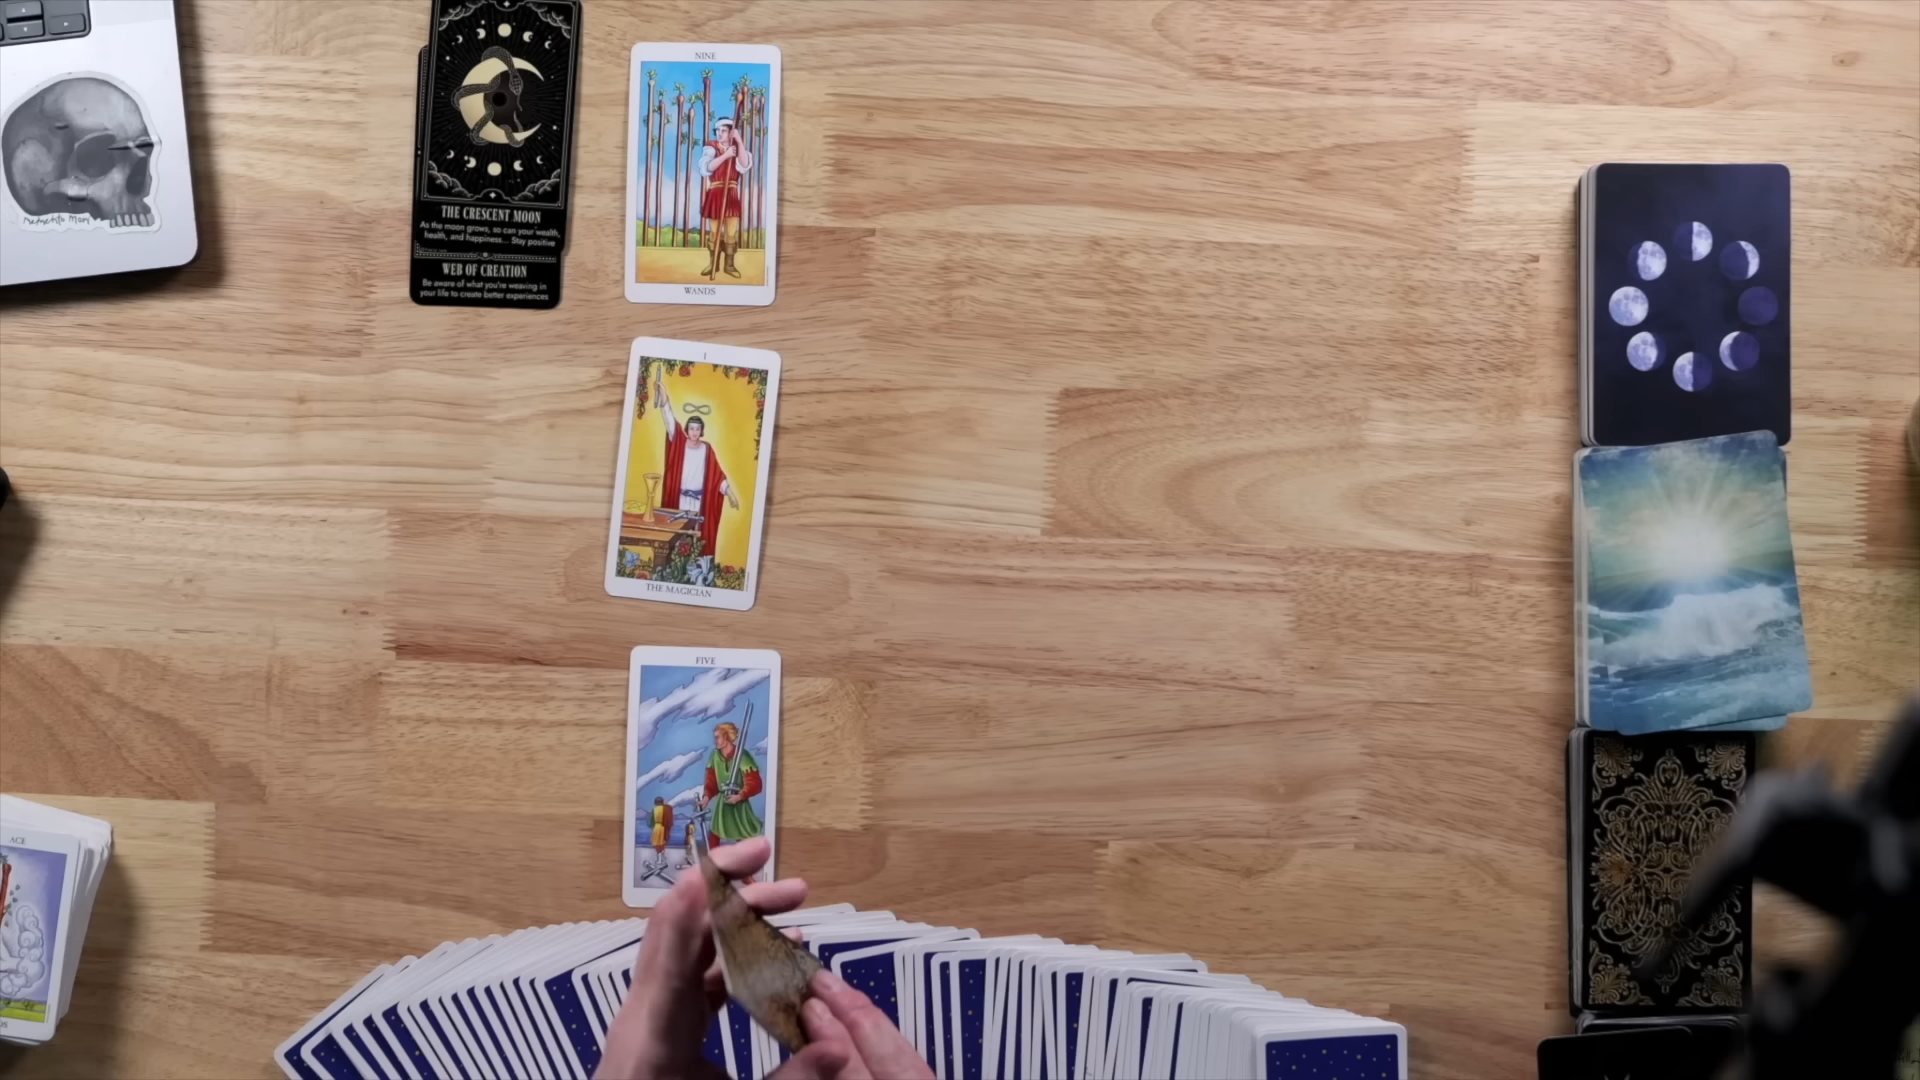 Memento Mori
THE CRESCENT MOON
As the moon grows, so can your wealth,
health, and happiness... Stay positive
WEB OF CREATION
Be aware of what you're weaving in
your life to create better experiences
NINE
WANDS
I
THE MAGICIAN
FIVE
ACE